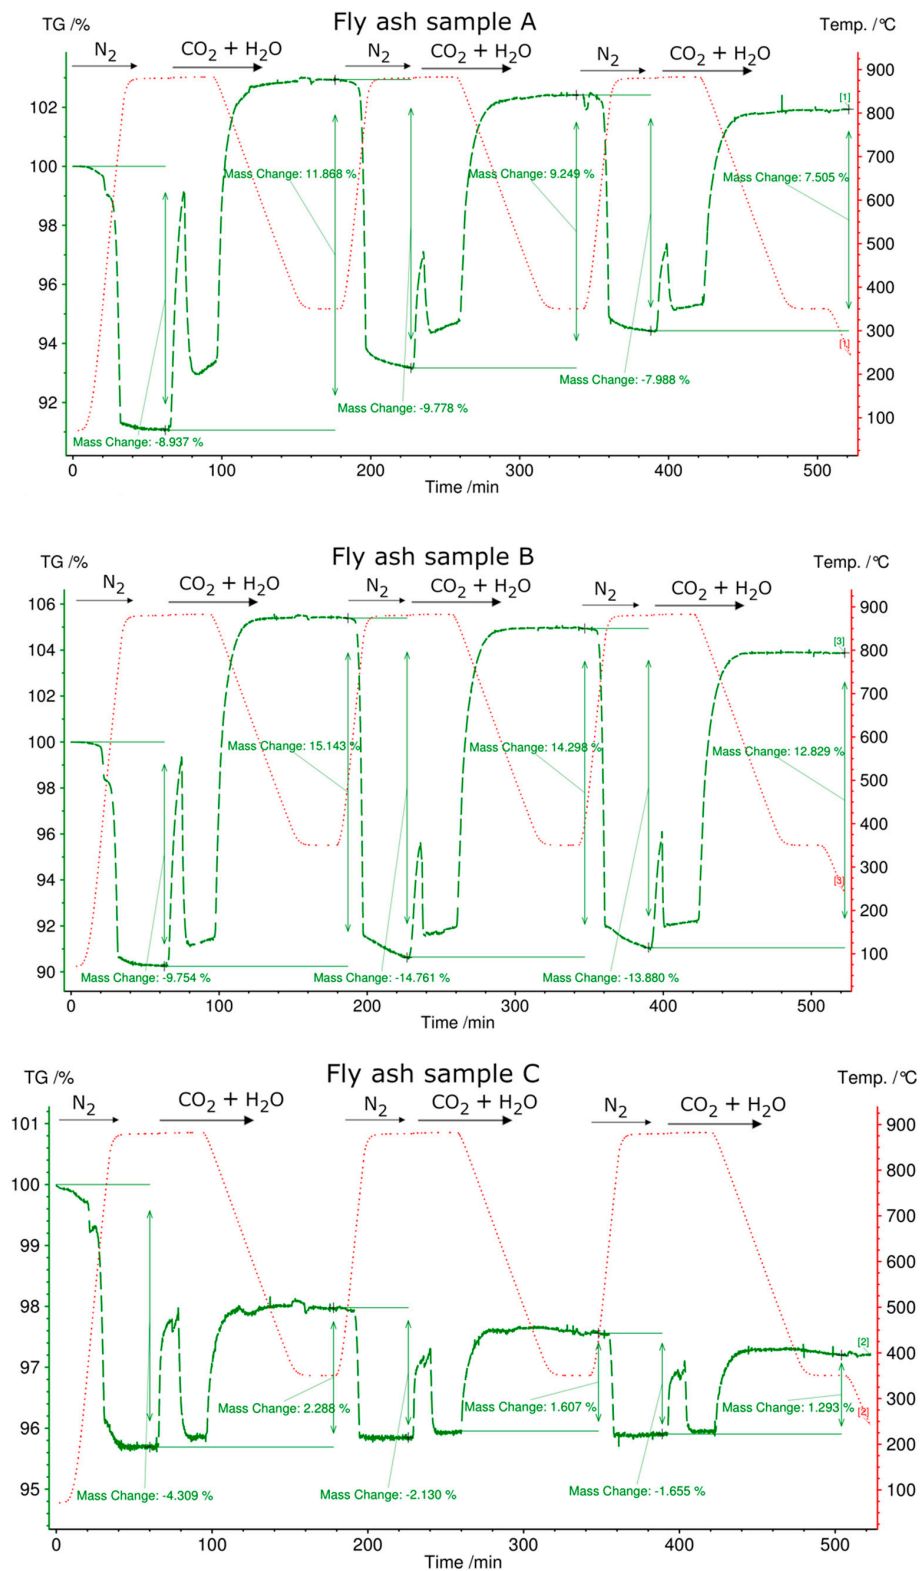 Fly ash sample A
TG /%
Temp. /°C
N2
CO2 + H2O
N2
CO2 + H2O
N2
CO2 + H2O
900
800
700
600
500
400
300
200
100
102
100
98
96
94
92
[1]
[1]
Mass Change: 11.868 %
Mass Change: 9.249 %
Mass Change: 7.505 %
Mass Change: -7.988 %
Mass Change: -9.778 %
Mass Change: -8.937 %
0
100
200
300
400
500
Time /min
Fly ash sample B
TG /%
Temp. /°C
N2
CO2 + H2O
N2
CO2 + H2O
N2
CO2 + H2O
900
800
700
600
500
400
300
200
100
106
104
102
100
98
96
94
92
90
[3]
[3]
Mass Change: 15.143 %
Mass Change: 14.298 %
Mass Change: 12.829 %
Mass Change: -9.754 %
Mass Change: -14.761 %
Mass Change: -13.880 %
0
100
200
300
400
500
Time /min
Fly ash sample C
TG /%
Temp. /°C
N2
CO2 + H2O
N2
CO2 + H2O
N2
CO2 + H2O
900
800
700
600
500
400
300
200
100
101
100
99
98
97
96
95
[2]
[2]
Mass Change: 2.288 %
Mass Change: 1.607 %
Mass Change: 1.293 %
Mass Change: -4.309 %
Mass Change: -2.130 %
Mass Change: -1.655 %
0
100
200
300
400
500
Time /min